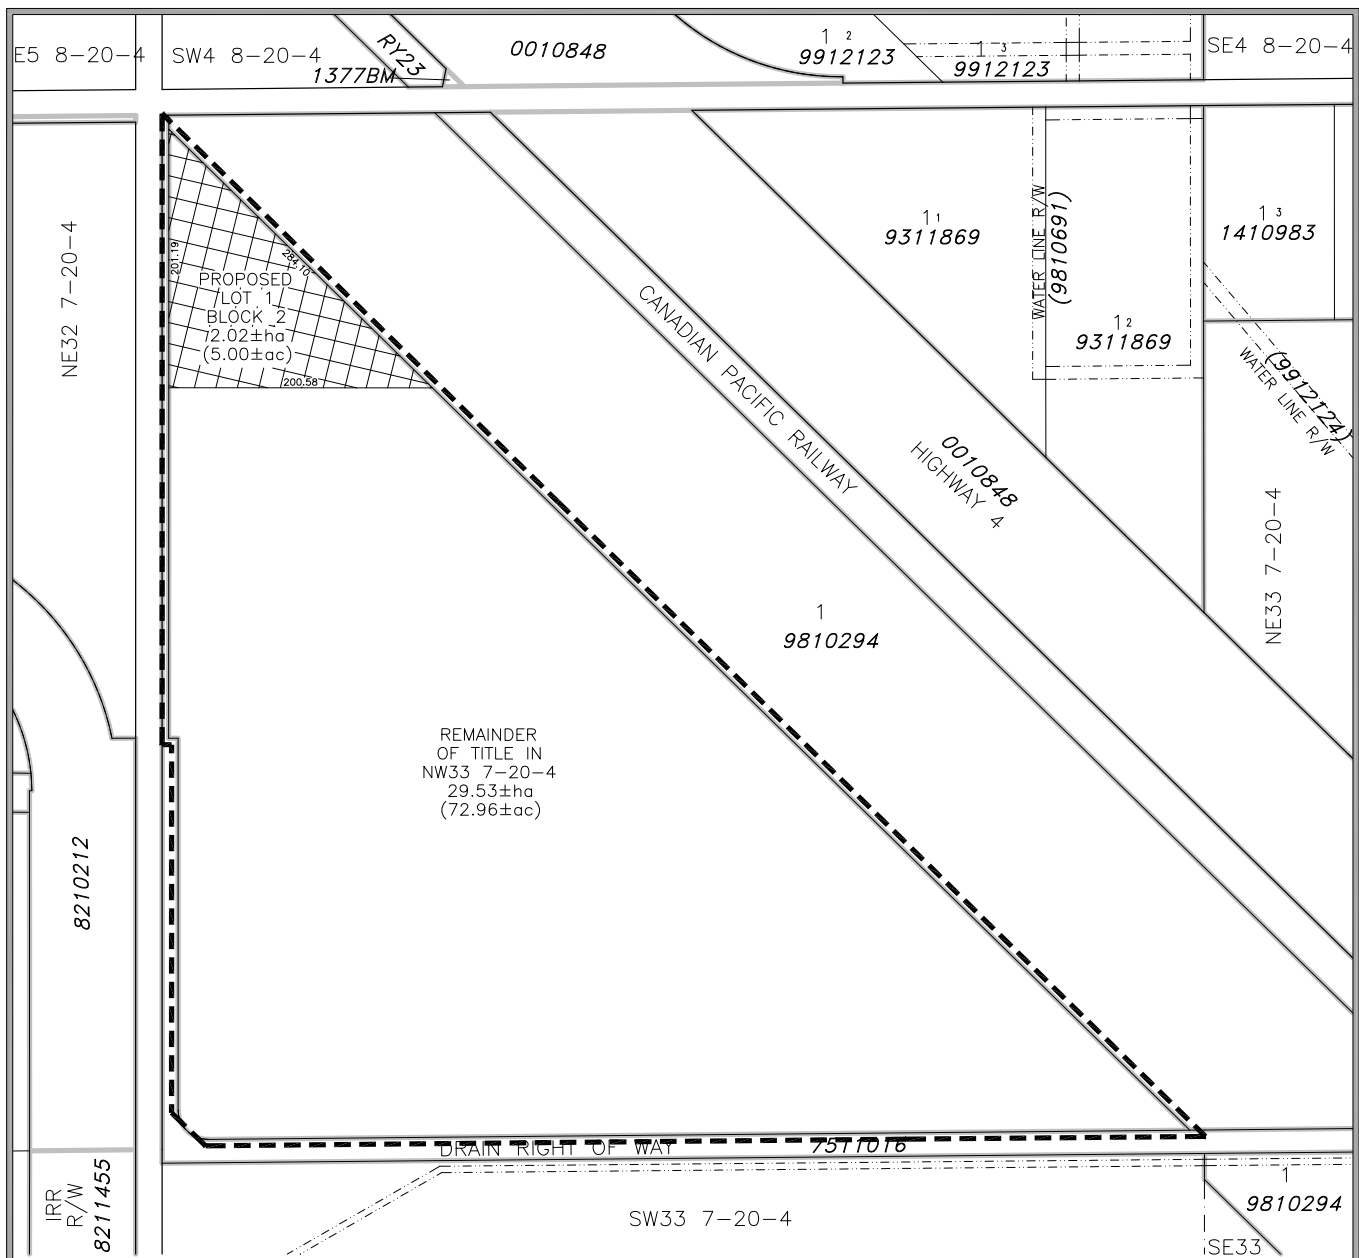 E5 8-20-4
SW4 8-20-4
RY23
1377BM
0010848
1 2
9912123
1 3
9912123
SE4 8-20-4
NE32 7-20-4
201.19
284.10
PROPOSED
LOT 1
BLOCK 2
2.02±ha
(5.00±ac)
200.58
CANADIAN PACIFIC RAILWAY
0010848
HIGHWAY 4
1 1
9311869
WATER LINE R/W
(9810691)
1 2
9311869
1 3
1410983
(9912124)
WATER LINE R/W
NE33 7-20-4
1
9810294
REMAINDER
OF TITLE IN
NW33 7-20-4
29.53±ha
(72.96±ac)
8210212
DRAIN RIGHT OF WAY
7511016
IRR
R/W
8211455
SW33 7-20-4
1
9810294
SE33